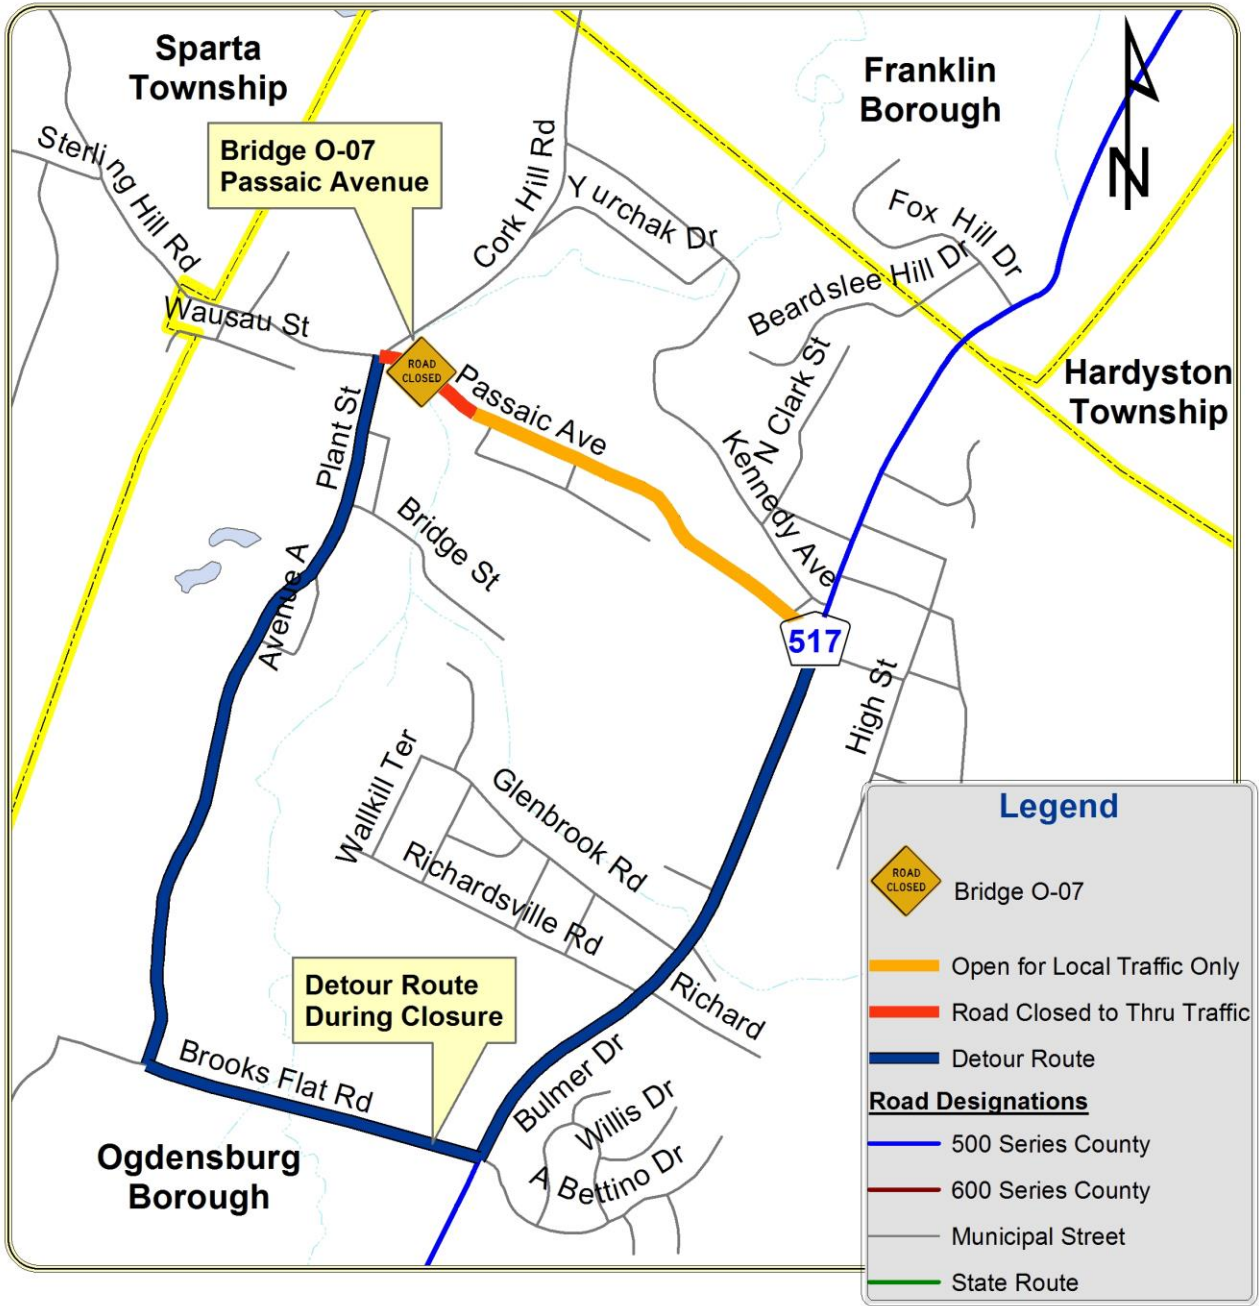 Sparta
Township
Franklin
Borough
N
Sterling Hill Rd
Bridge O-07
Passaic Avenue
Cork Hill Rd
Yurchak Dr
Fox Hill Dr
Beardslee Hill Dr
Wausau St
ROAD
CLOSED
Passaic Ave
N Clark St
Hardyston
Township
Plant St
Kennedy Ave
Bridge St
Avenue A
517
High St
Wallkill Ter
Glenbrook Rd
Richardsville Rd
Richard
Detour Route
During Closure
Brooks Flat Rd
Bulmer Dr
Willis Dr
A Bettino Dr
Ogdensburg
Borough
Legend
ROAD
CLOSED
Bridge O-07
Open for Local Traffic Only
Road Closed to Thru Traffic
Detour Route
Road Designations
500 Series County
600 Series County
Municipal Street
State Route